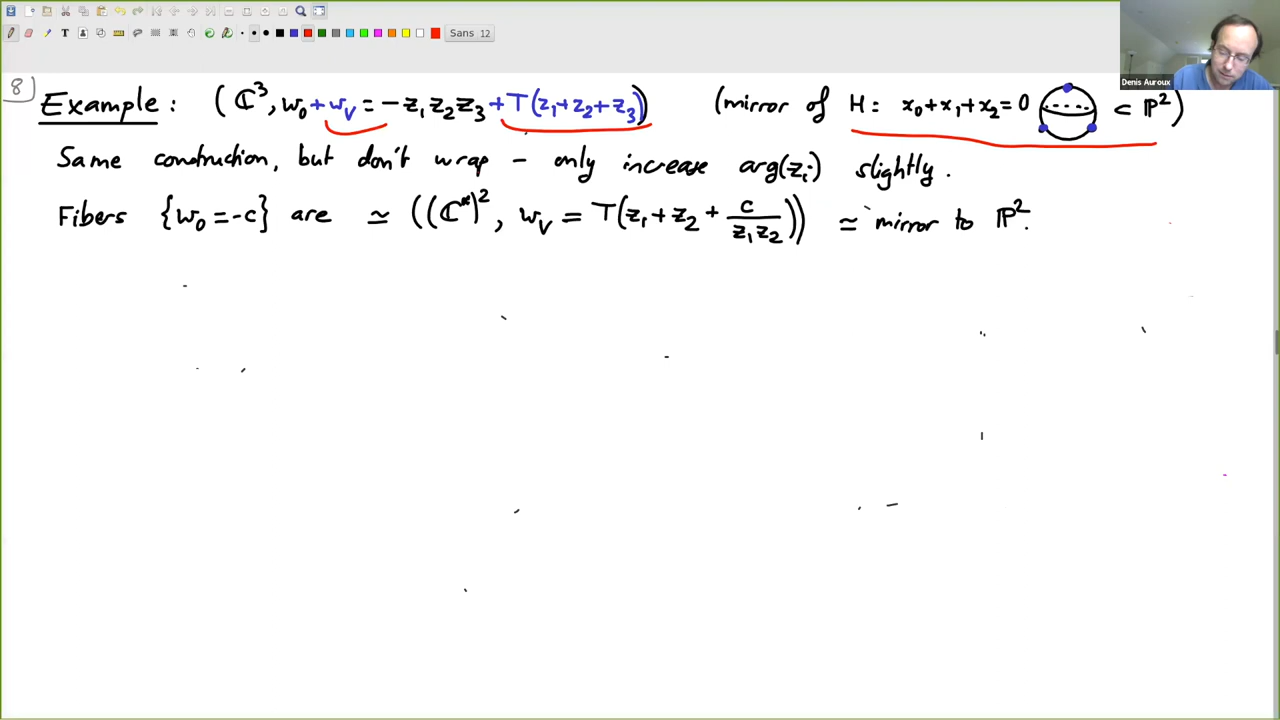 Sans 12
Denis Auroux
8
Example: (ℂ³, w₀+w_V = −z₁z₂z₃ +T(z₁+z₂+z₃)) (mirror of H: x₀+x₁+x₂=0 ⊂ ℙ²)
Same construction, but don't wrap – only increase arg(zᵢ) slightly.
Fibers {w₀=-c} are ≃ ((ℂ*)², w_V = T(z₁+z₂+ c/(z₁z₂))) ≃ mirror to ℙ².